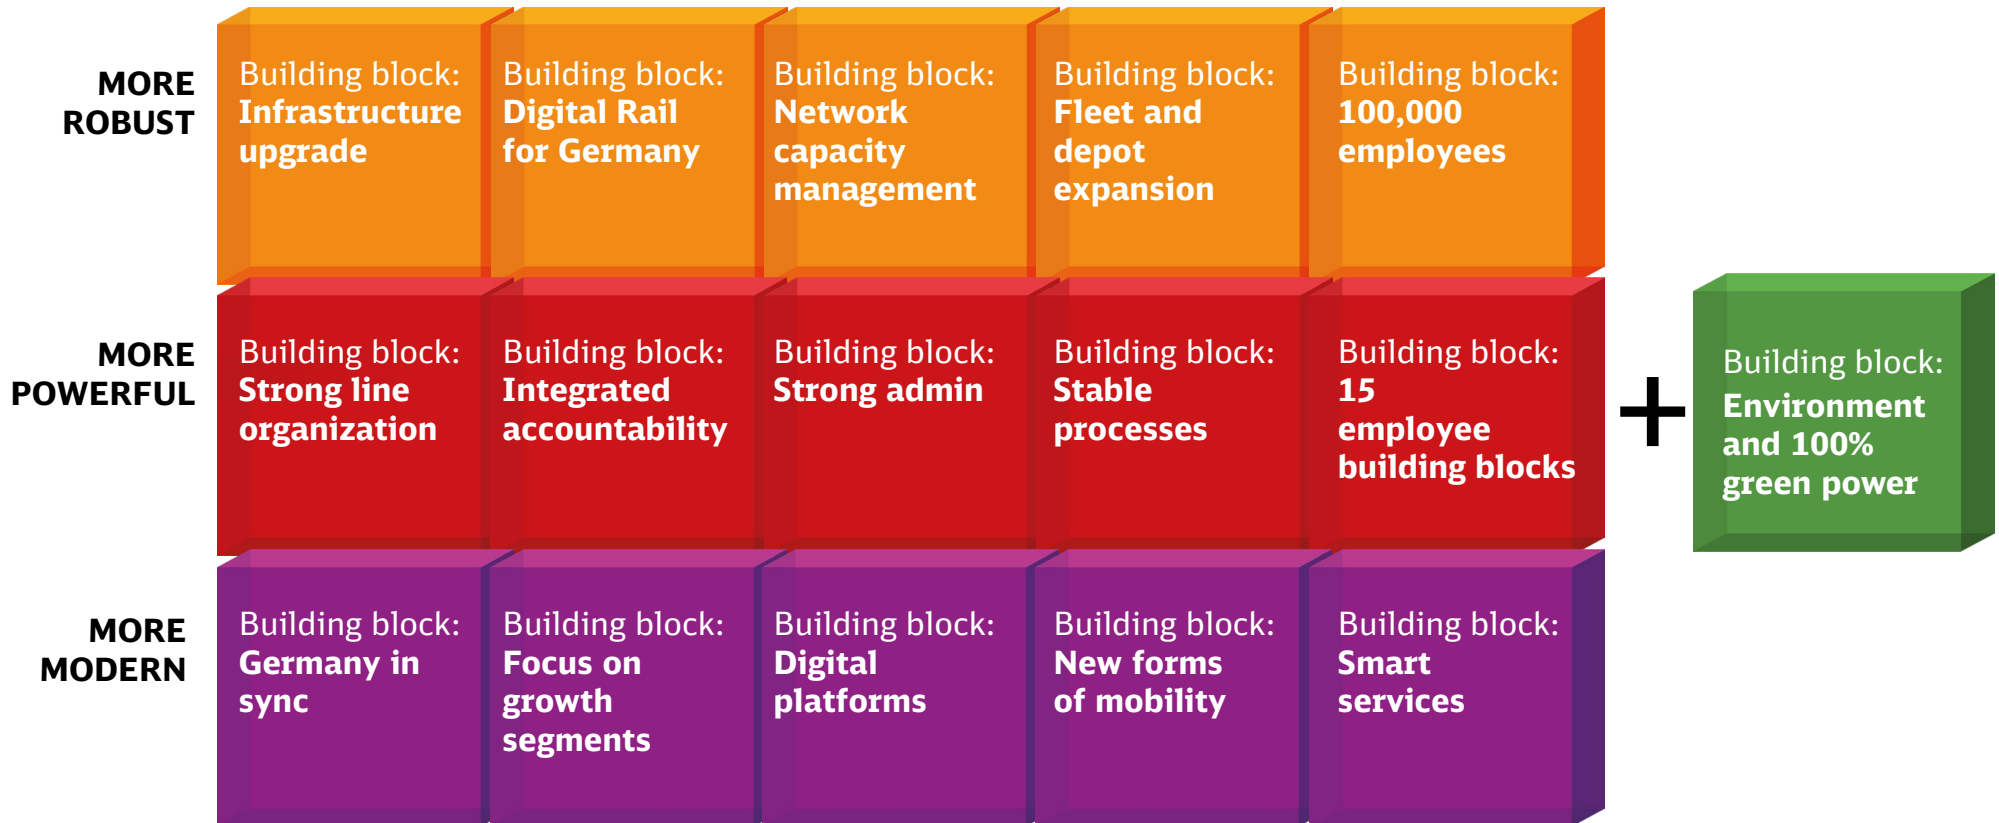 MORE
ROBUST
Building block:
Infrastructure
upgrade
Building block:
Digital Rail
for Germany
Building block:
Network
capacity
management
Building block:
Fleet and
depot
expansion
Building block:
100,000
employees
MORE
POWERFUL
Building block:
Strong line
organization
Building block:
Integrated
accountability
Building block:
Strong admin
Building block:
Stable
processes
Building block:
15
employee
building blocks
+
Building block:
Environment
and 100%
green power
MORE
MODERN
Building block:
Germany in
sync
Building block:
Focus on
growth
segments
Building block:
Digital
platforms
Building block:
New forms
of mobility
Building block:
Smart
services